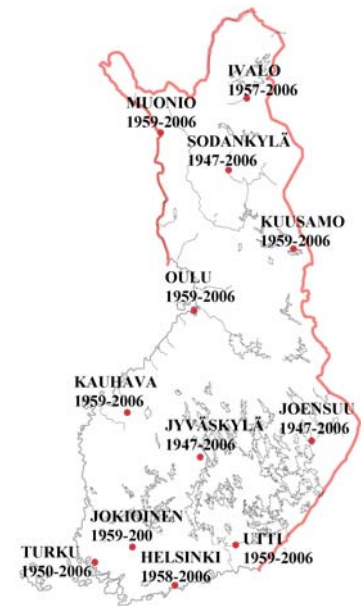 IVALO
1957-2006
MUONIO
1959-2006
SODANKYLÄ
1947-2006
KUUSAMO
1959-2006
OULU
1959-2006
KAUHAVA
1959-2006
JYVÄSKYLÄ
1947-2006
JOENSUU
1947-2006
JOKIOINEN
1959-200
UTTI
1959-2006
TURKU
1950-2006
HELSINKI
1958-2006